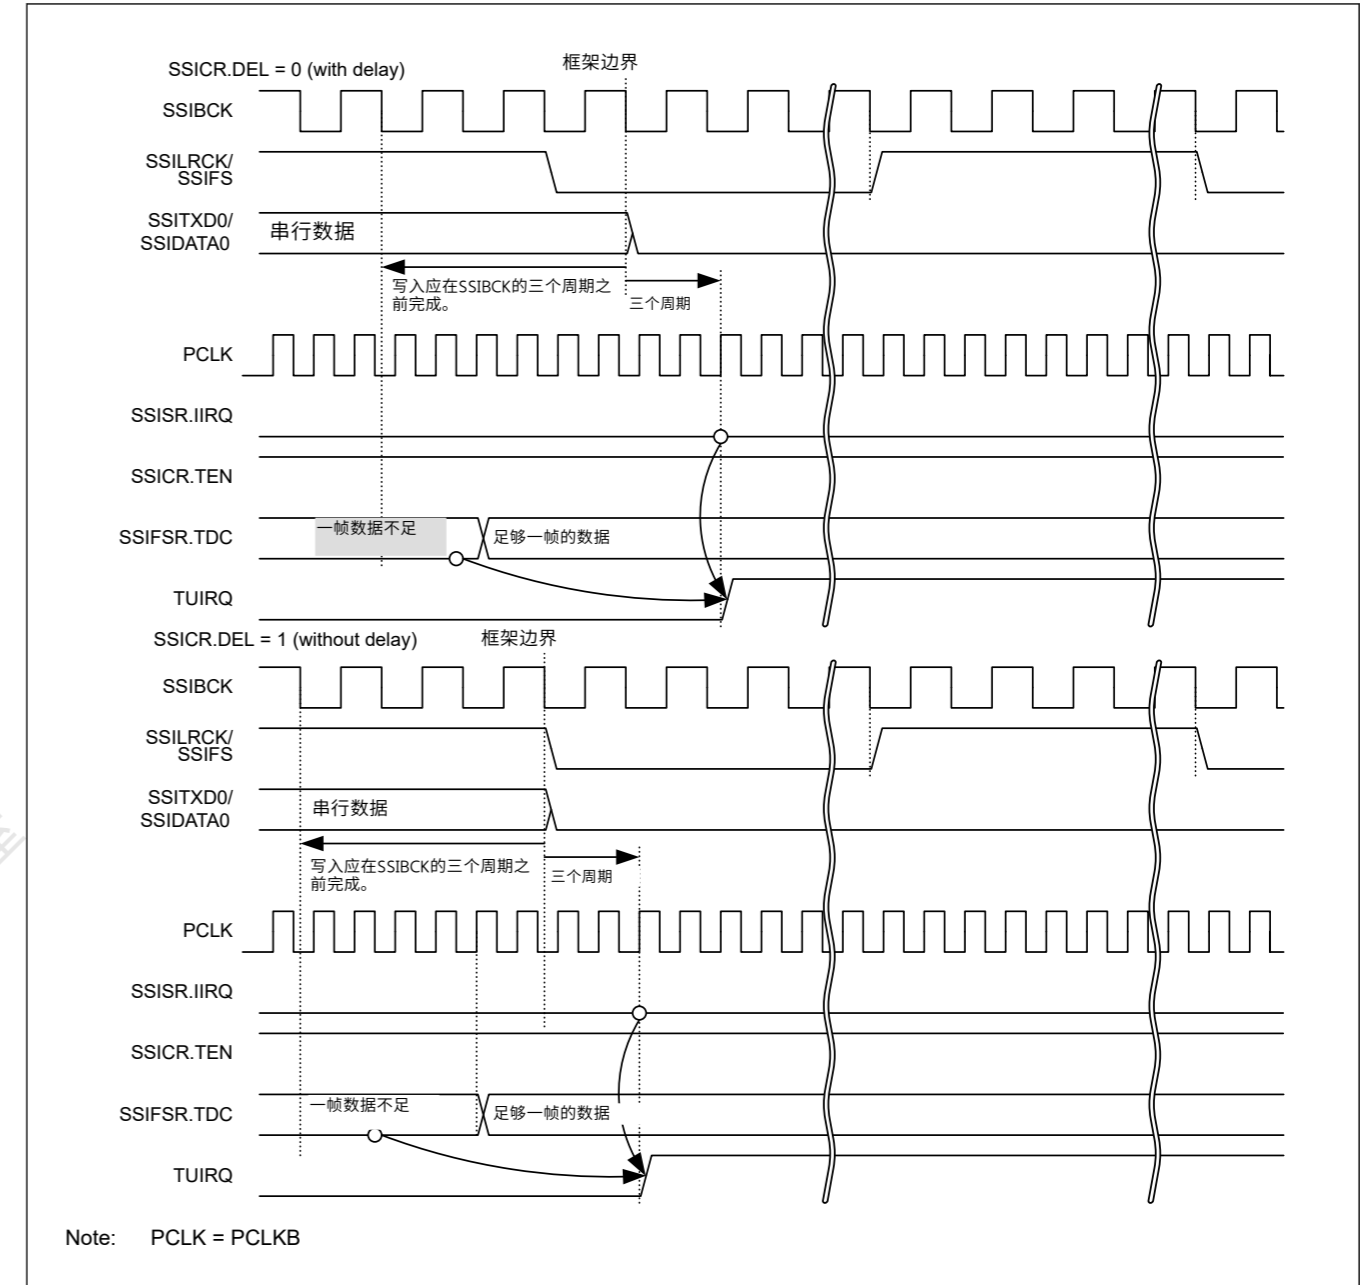 SSICR.DEL = 0 (with delay)
框架边界
SSIBCK
SSILRCK/
SSIFS
SSITXD0/
SSIDATA0
串行数据
写入应在SSIBCK的三个周期之
前完成。
三个周期
PCLK
SSISR.IIRQ
SSICR.TEN
SSIFSR.TDC
一帧数据不足
足够一帧的数据
TUIRQ
SSICR.DEL = 1 (without delay)
框架边界
SSIBCK
SSILRCK/
SSIFS
SSITXD0/
SSIDATA0
串行数据
写入应在SSIBCK的三个周期之
前完成。
三个周期
PCLK
SSISR.IIRQ
SSICR.TEN
SSIFSR.TDC
一帧数据不足
足够一帧的数据
TUIRQ
Note: PCLK = PCLKB